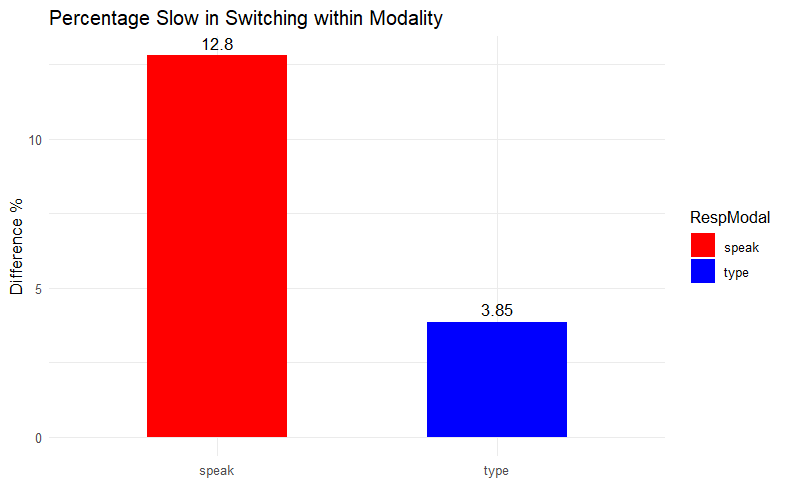 Percentage Slow in Switching within Modality
12.8
10
Difference %
RespModal
speak
type
5
3.85
0
speak
type